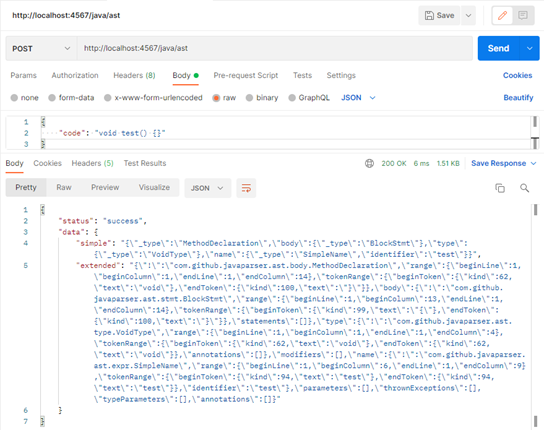 http://localhost:4567/java/ast
Save
POST http://localhost:4567/java/ast Send
Params Authorization Headers (8) Body Pre-request Script Tests Settings Cookies
none form-data x-www-form-urlencoded raw binary GraphQL JSON Beautify
1 {
2 "code": "void test() {}"
3 }
Body Cookies Headers (5) Test Results 200 OK 6 ms 1.51 KB Save Response
Pretty Raw Preview Visualize JSON
1 {
2 "status": "success",
3 "data": {
4 "simple": "{\"_type\":\"MethodDeclaration\",\"body\":{\"_type\":\"BlockStmt\"},\"type\":
{\"_type\":\"VoidType\"},\"name\":{\"_type\":\"SimpleName\",\"identifier\":\"test\"}}",
5 "extended": "{\"!\":\"com.github.javaparser.ast.body.MethodDeclaration\",\"range\":{\"beginLine\":1,
\"beginColumn\":1,\"endLine\":1,\"endColumn\":14},\"tokenRange\":{\"beginToken\":{\"kind\":62,
\"text\":\"void\"},\"endToken\":{\"kind\":100,\"text\":\"}\"}},\"body\":{\"!\":\"com.github.
javaparser.ast.stmt.BlockStmt\",\"range\":{\"beginLine\":1,\"beginColumn\":13,\"endLine\":1,
\"endColumn\":14},\"tokenRange\":{\"beginToken\":{\"kind\":99,\"text\":\"{\"},\"endToken\":
{\"kind\":100,\"text\":\"}\"}},\"statements\":[]},\"type\":{\"!\":\"com.github.javaparser.ast.
type.VoidType\",\"range\":{\"beginLine\":1,\"beginColumn\":1,\"endLine\":1,\"endColumn\":4},
\"tokenRange\":{\"beginToken\":{\"kind\":62,\"text\":\"void\"},\"endToken\":{\"kind\":62,
\"text\":\"void\"}},\"annotations\":[]},\"modifiers\":[],\"name\":{\"!\":\"com.github.javaparser.
ast.expr.SimpleName\",\"range\":{\"beginLine\":1,\"beginColumn\":6,\"endLine\":1,\"endColumn\":9}
,\"tokenRange\":{\"beginToken\":{\"kind\":94,\"text\":\"test\"},\"endToken\":{\"kind\":94,
\"text\":\"test\"}},\"identifier\":\"test\"},\"parameters\":[],\"thrownExceptions\":[],
\"typeParameters\":[],\"annotations\":[]}"
6 }
7 }